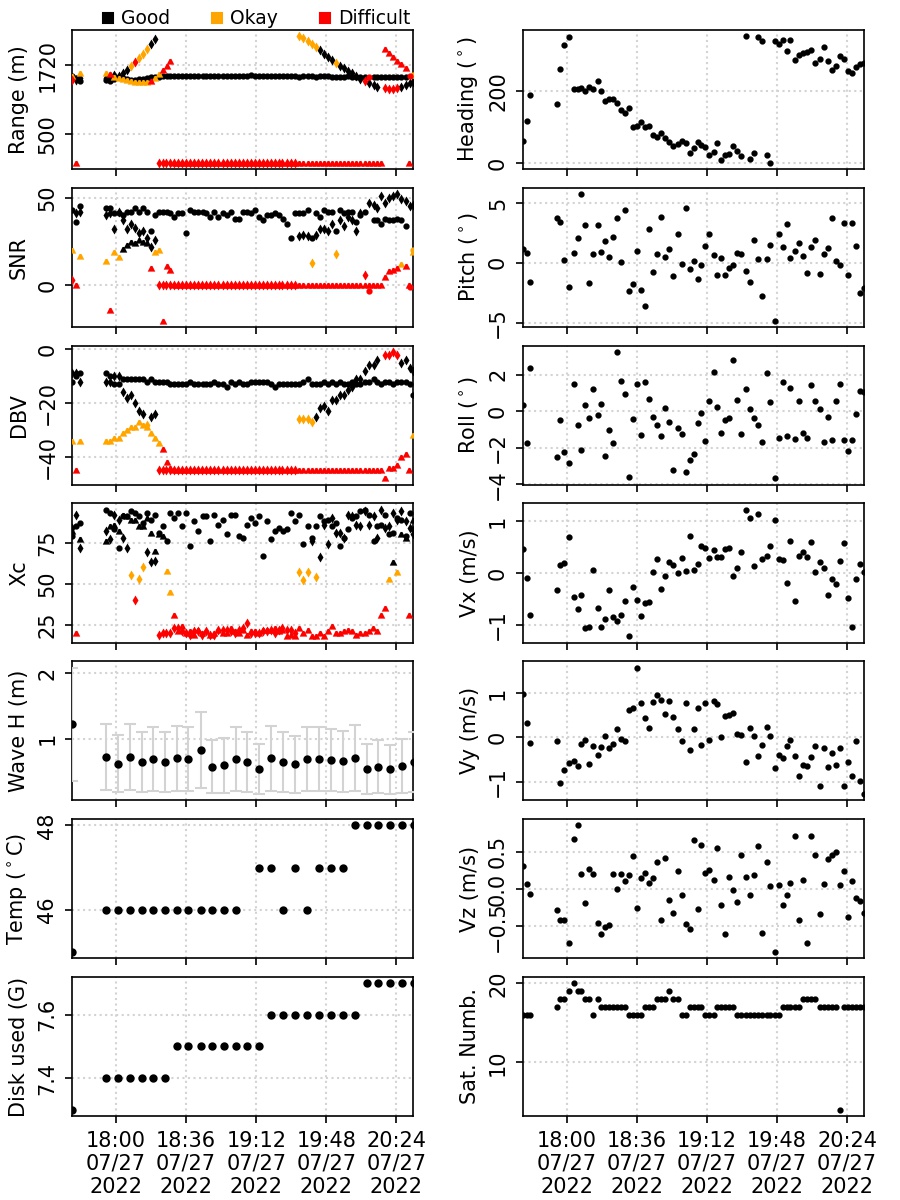 Good Okay Difficult
Range (m)
1720
500
Heading (°)
200
0
SNR
50
0
Pitch (°)
5
0
−5
DBV
0
−20
−40
Roll (°)
2
0
−2
−4
Xc
75
50
25
Vx (m/s)
1
0
−1
Wave H (m)
2
1
Vy (m/s)
1
0
−1
Temp (°C)
48
46
Vz (m/s)
0.5
0.0
−0.5
Disk used (G)
7.6
7.4
Sat. Numb.
20
10
18:00 18:36 19:12 19:48 20:24
07/27 07/27 07/27 07/27 07/27
2022 2022 2022 2022 2022
18:00 18:36 19:12 19:48 20:24
07/27 07/27 07/27 07/27 07/27
2022 2022 2022 2022 2022